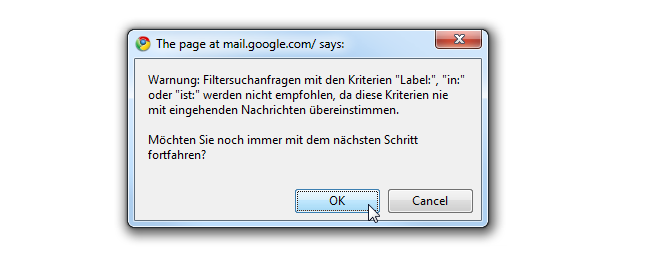 The page at mail.google.com/ says:
Warnung: Filtersuchanfragen mit den Kriterien "Label:", "in:"
oder "ist:" werden nicht empfohlen, da diese Kriterien nie
mit eingehenden Nachrichten übereinstimmen.
Möchten Sie noch immer mit dem nächsten Schritt
fortfahren?
OK
Cancel